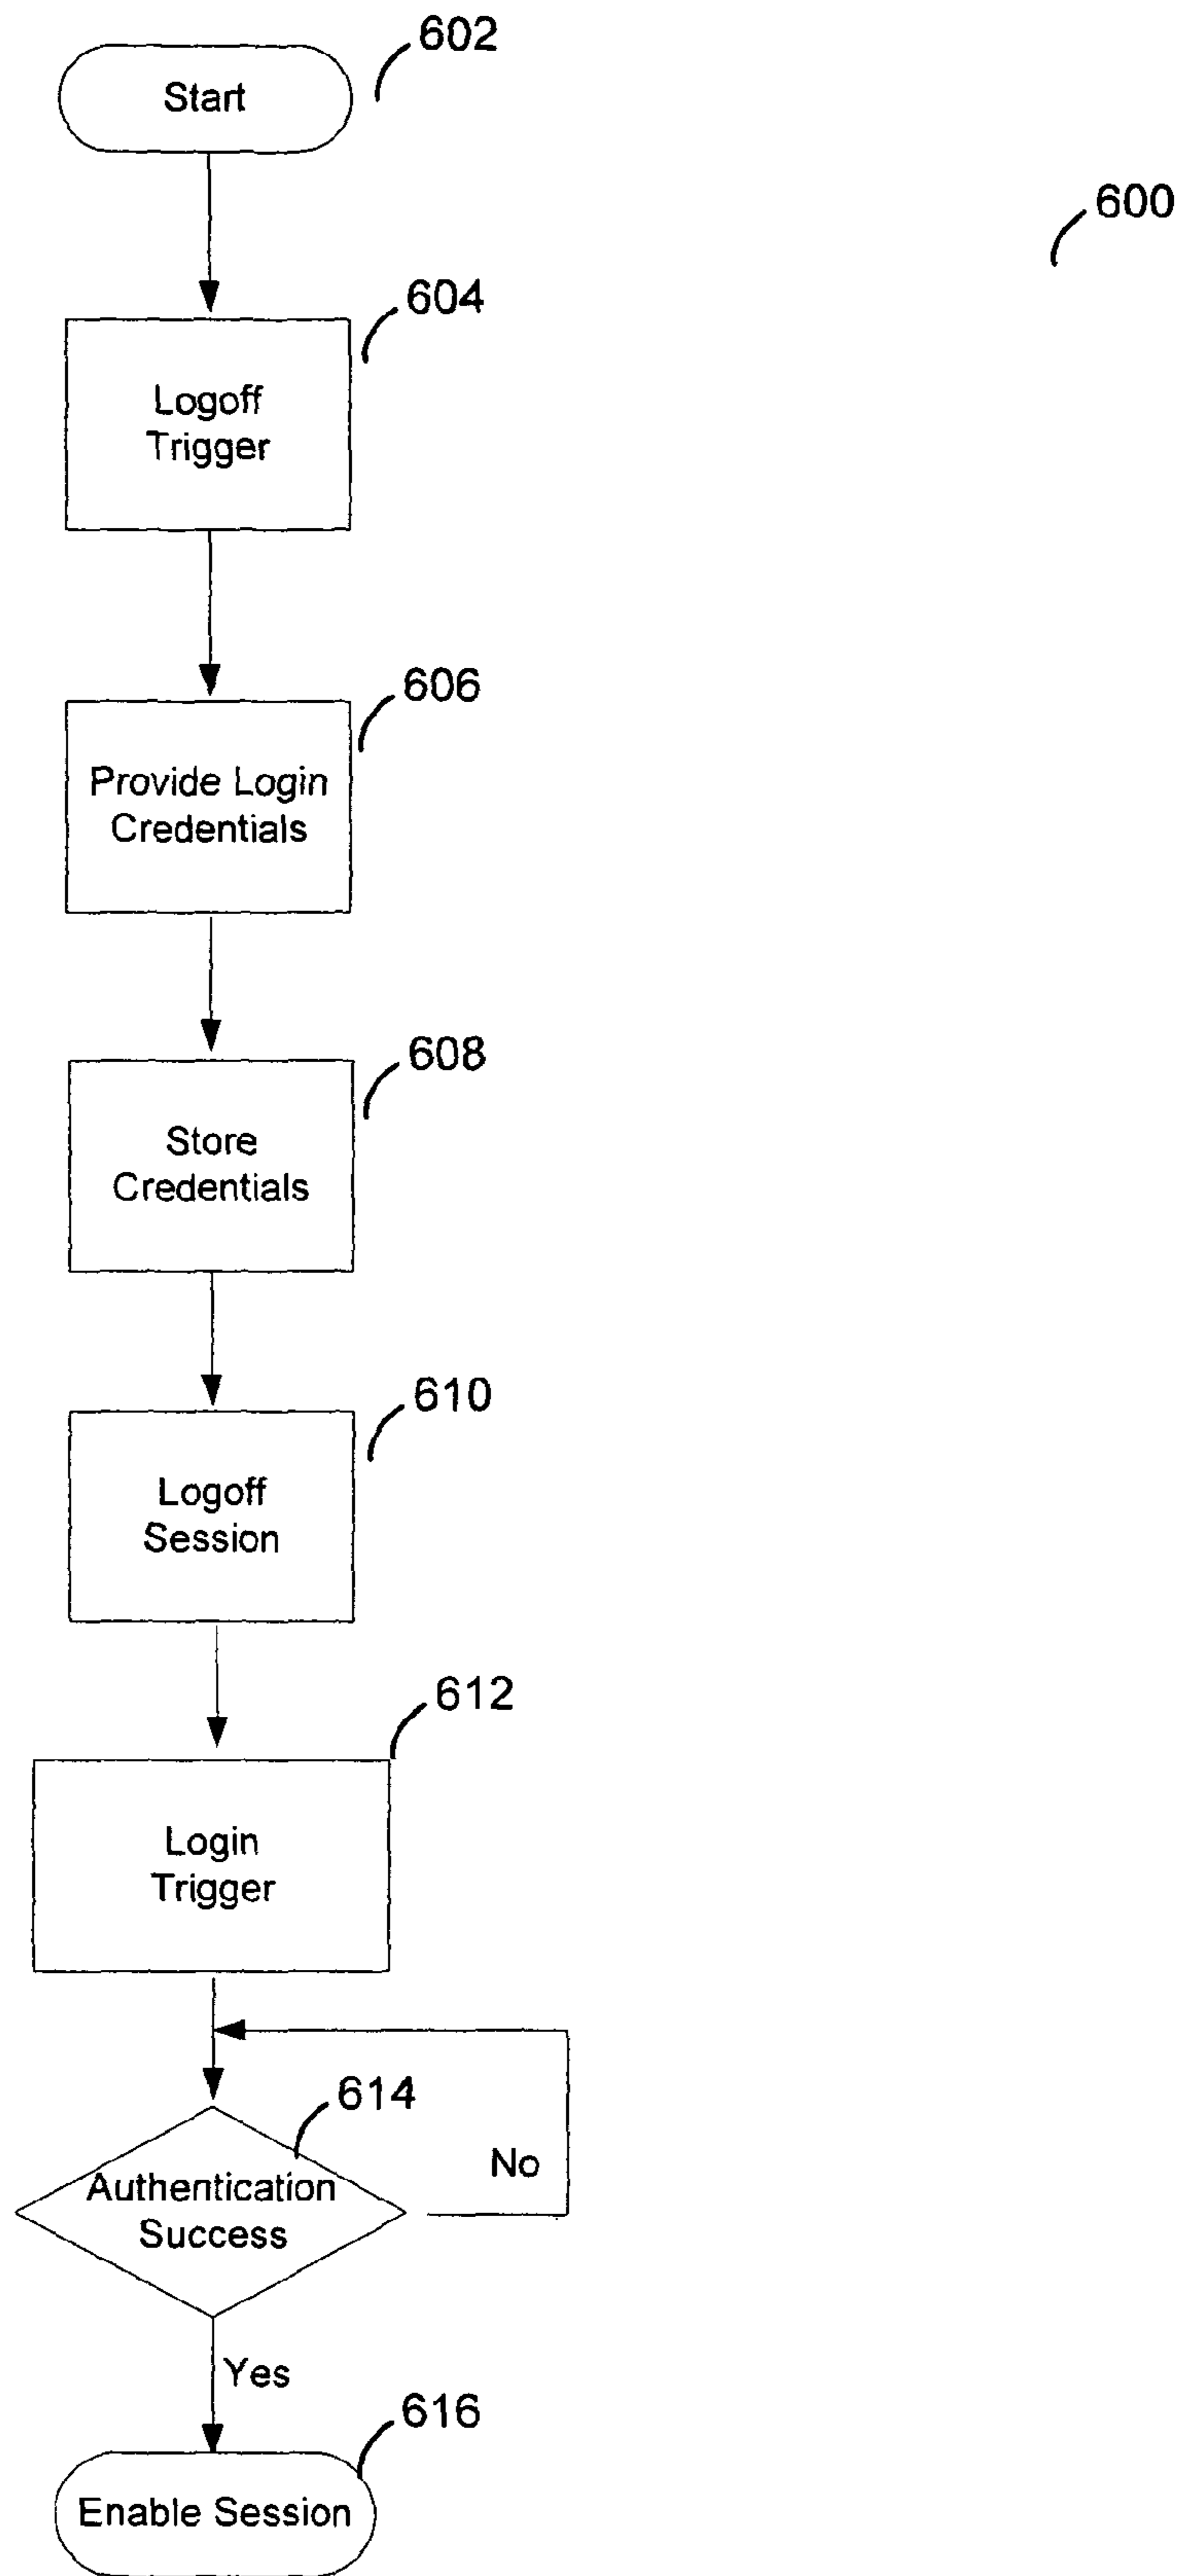 602
Start
600
604
Logoff
Trigger
606
Provide Login
Credentials
608
Store
Credentials
610
Logoff
Session
612
Login
Trigger
614
No
Authentication
Success
Yes
616
Enable Session